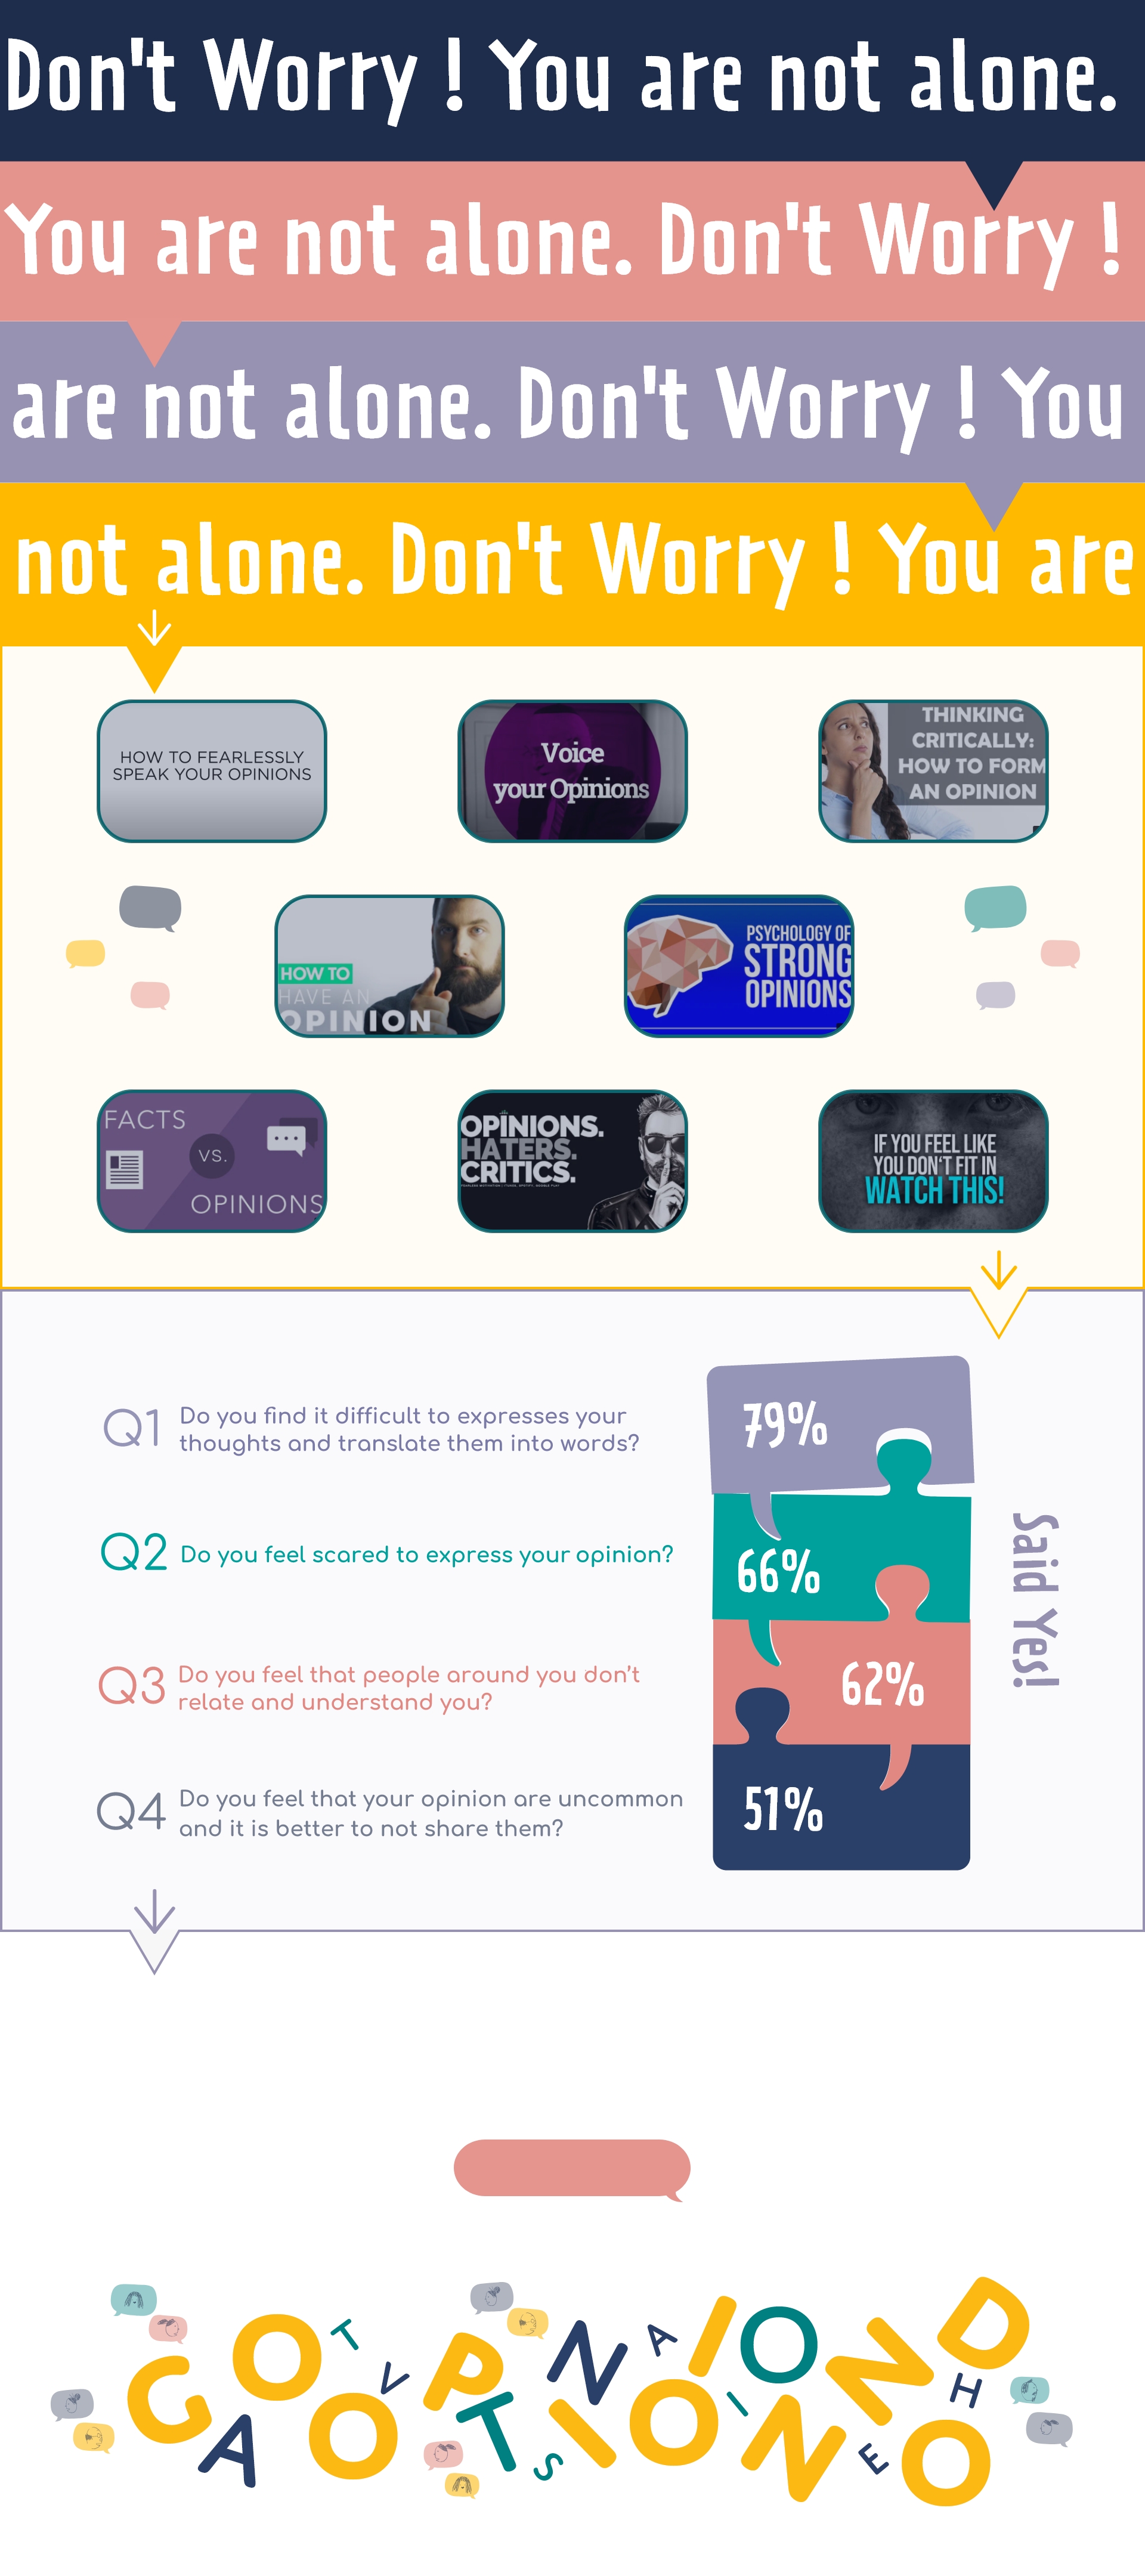 Don't Worry ! You are not alone.
You are not alone. Don't Worry !
are not alone. Don't Worry ! You
not alone. Don't Worry ! You are
HOW TO FEARLESSLY
SPEAK YOUR OPINIONS
Voice
your Opinions
THINKING
CRITICALLY:
HOW TO FORM
AN OPINION
HOW TO
HAVE AN
OPINION
PSYCHOLOGY OF
STRONG
OPINIONS
FACTS
VS.
OPINIONS
OPINIONS.
HATERS.
CRITICS.
IF YOU FEEL LIKE
YOU DON'T FIT IN
WATCH THIS!
Q1 Do you find it difficult to expresses your
thoughts and translate them into words?
79%
Q2 Do you feel scared to express your opinion?
66%
Q3 Do you feel that people around you don't
relate and understand you?
62%
Q4 Do you feel that your opinion are uncommon
and it is better to not share them?
51%
Said Yes!
G O T V P N A I O N D
A O T S I O I N E H O